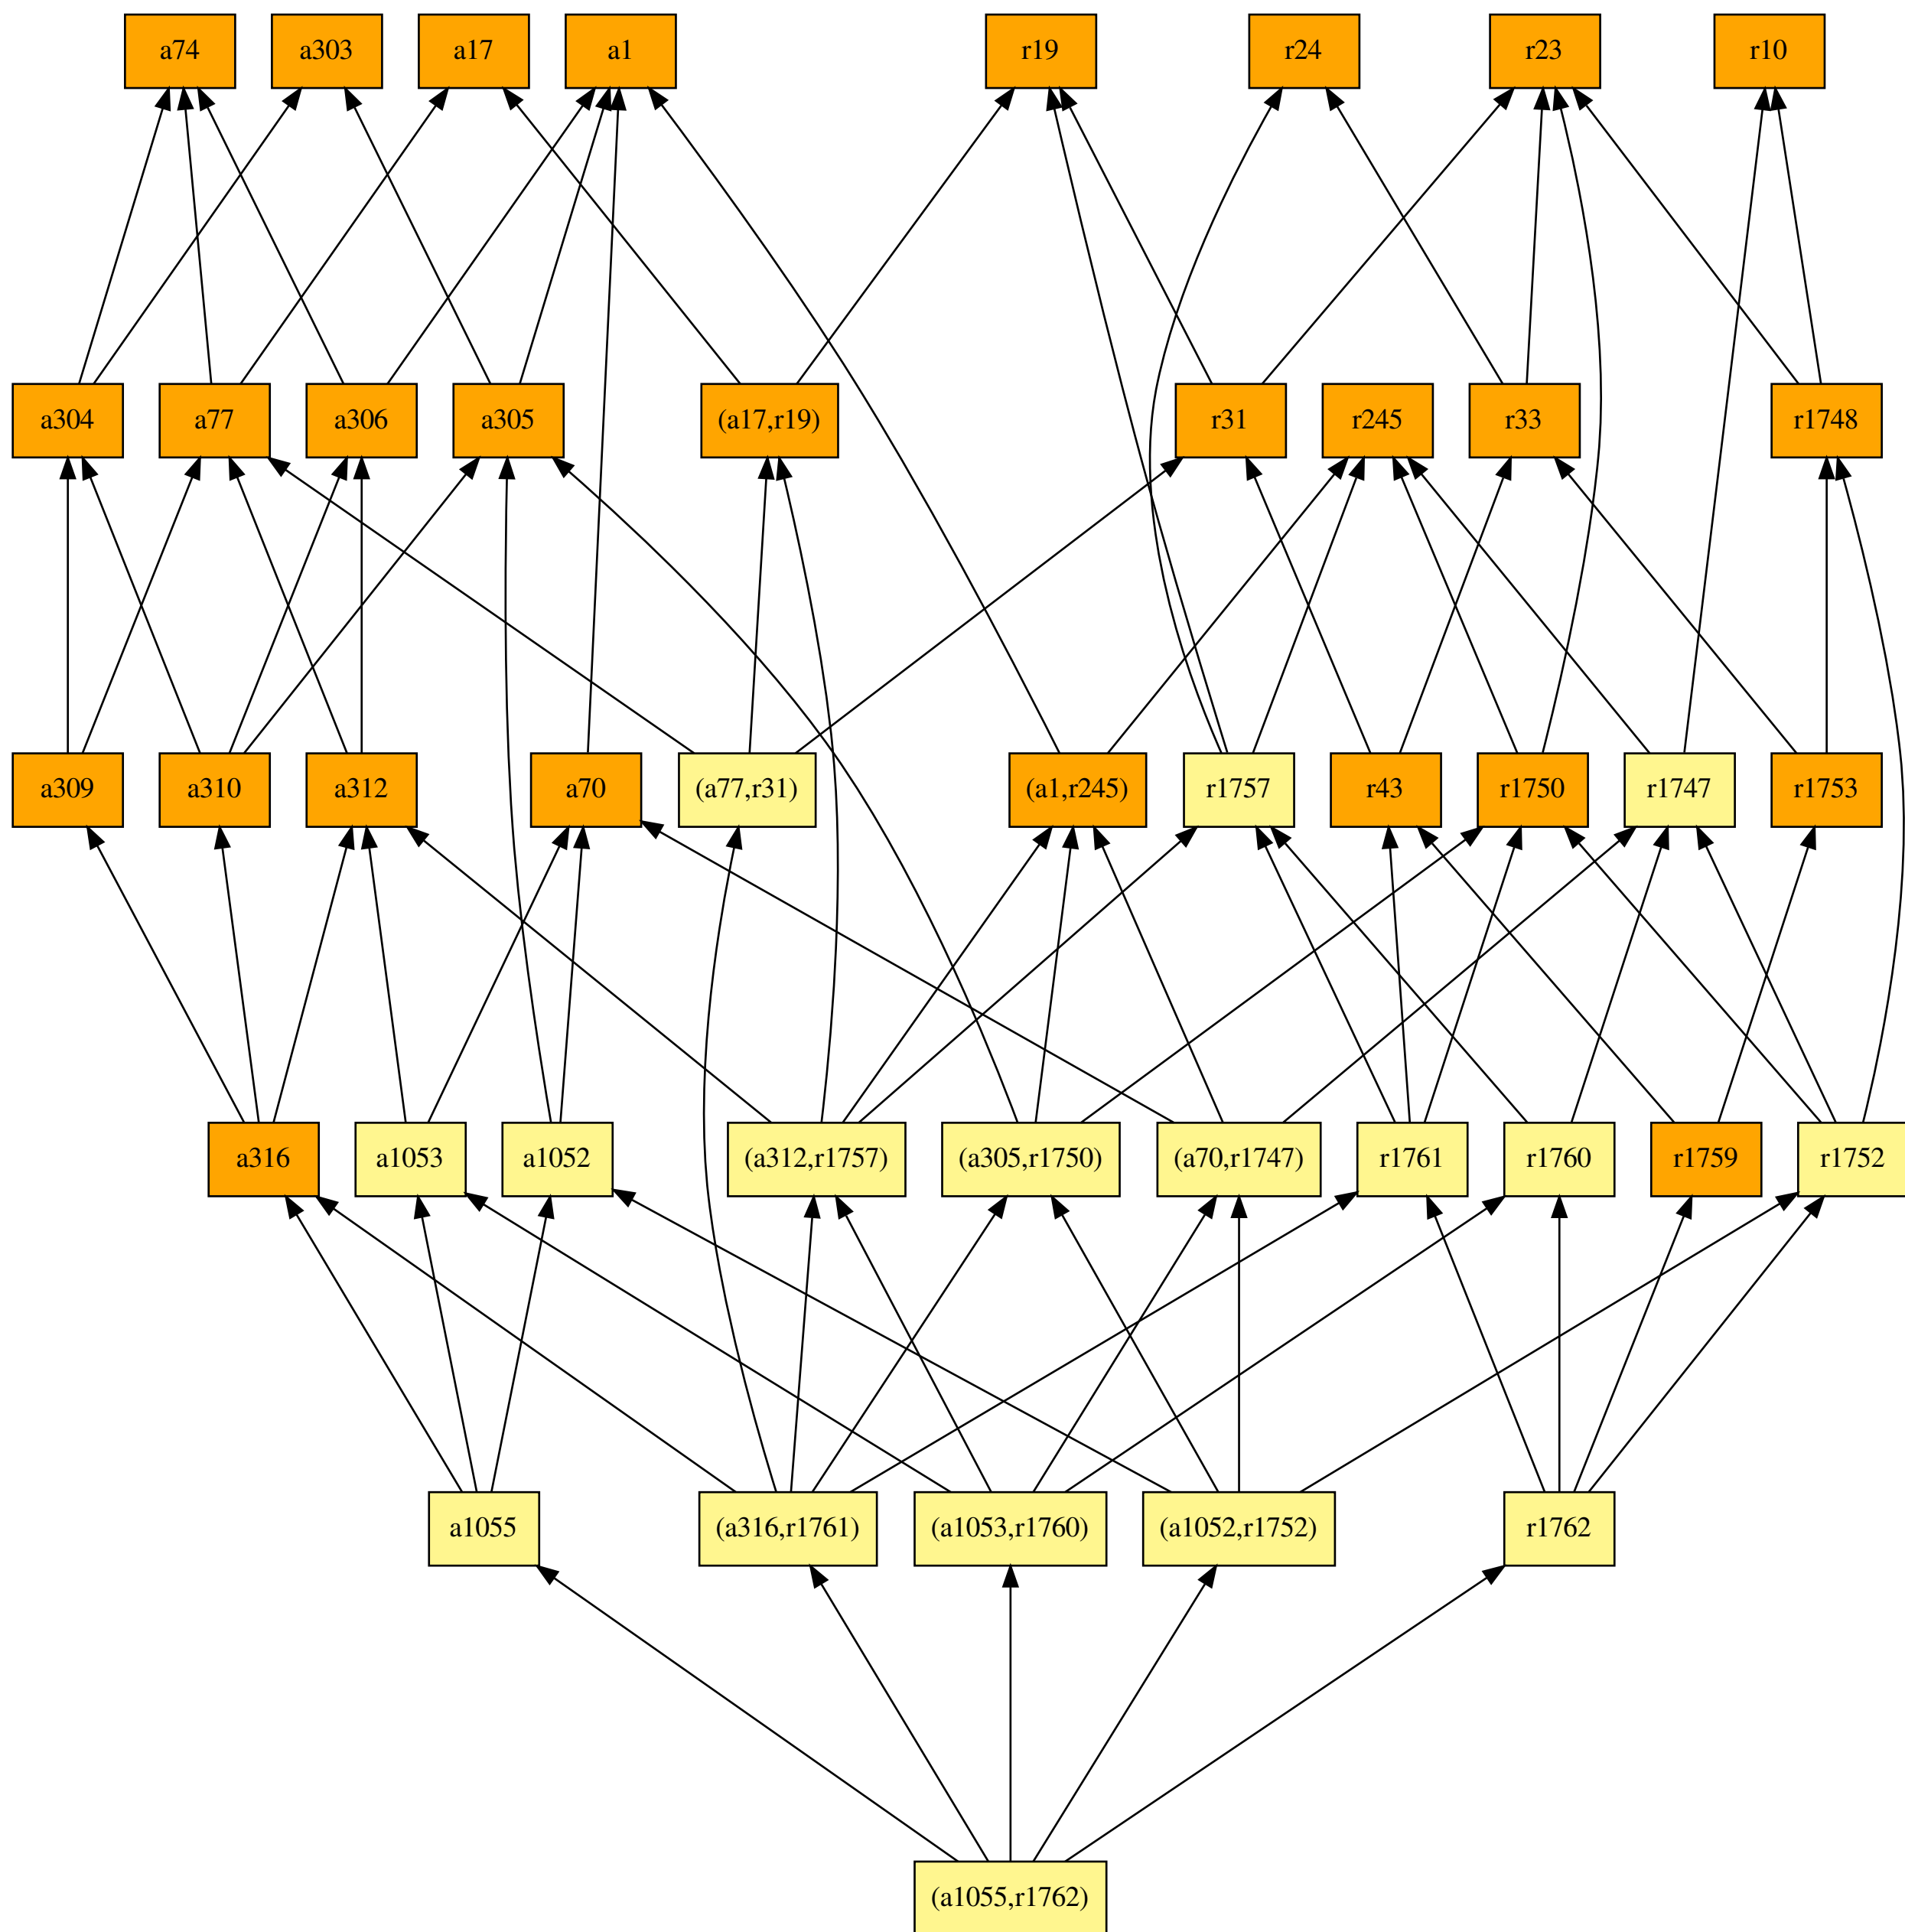 a74 a303 a17 a1 r19 r24 r23 r10
a304 a77 a306 a305 (a17,r19) r31 r245 r33 r1748
a309 a310 a312 a70 (a77,r31) (a1,r245) r1757 r43 r1750 r1747 r1753
a316 a1053 a1052 (a312,r1757) (a305,r1750) (a70,r1747) r1761 r1760 r1759 r1752
a1055 (a316,r1761) (a1053,r1760) (a1052,r1752) r1762
(a1055,r1762)